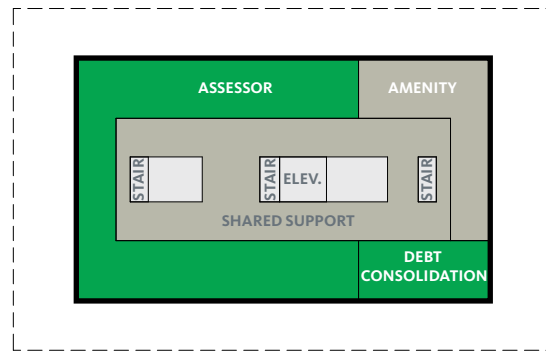 ASSESSOR
AMENITY
STAIR
STAIR
ELEV.
STAIR
SHARED SUPPORT
DEBT
CONSOLIDATION